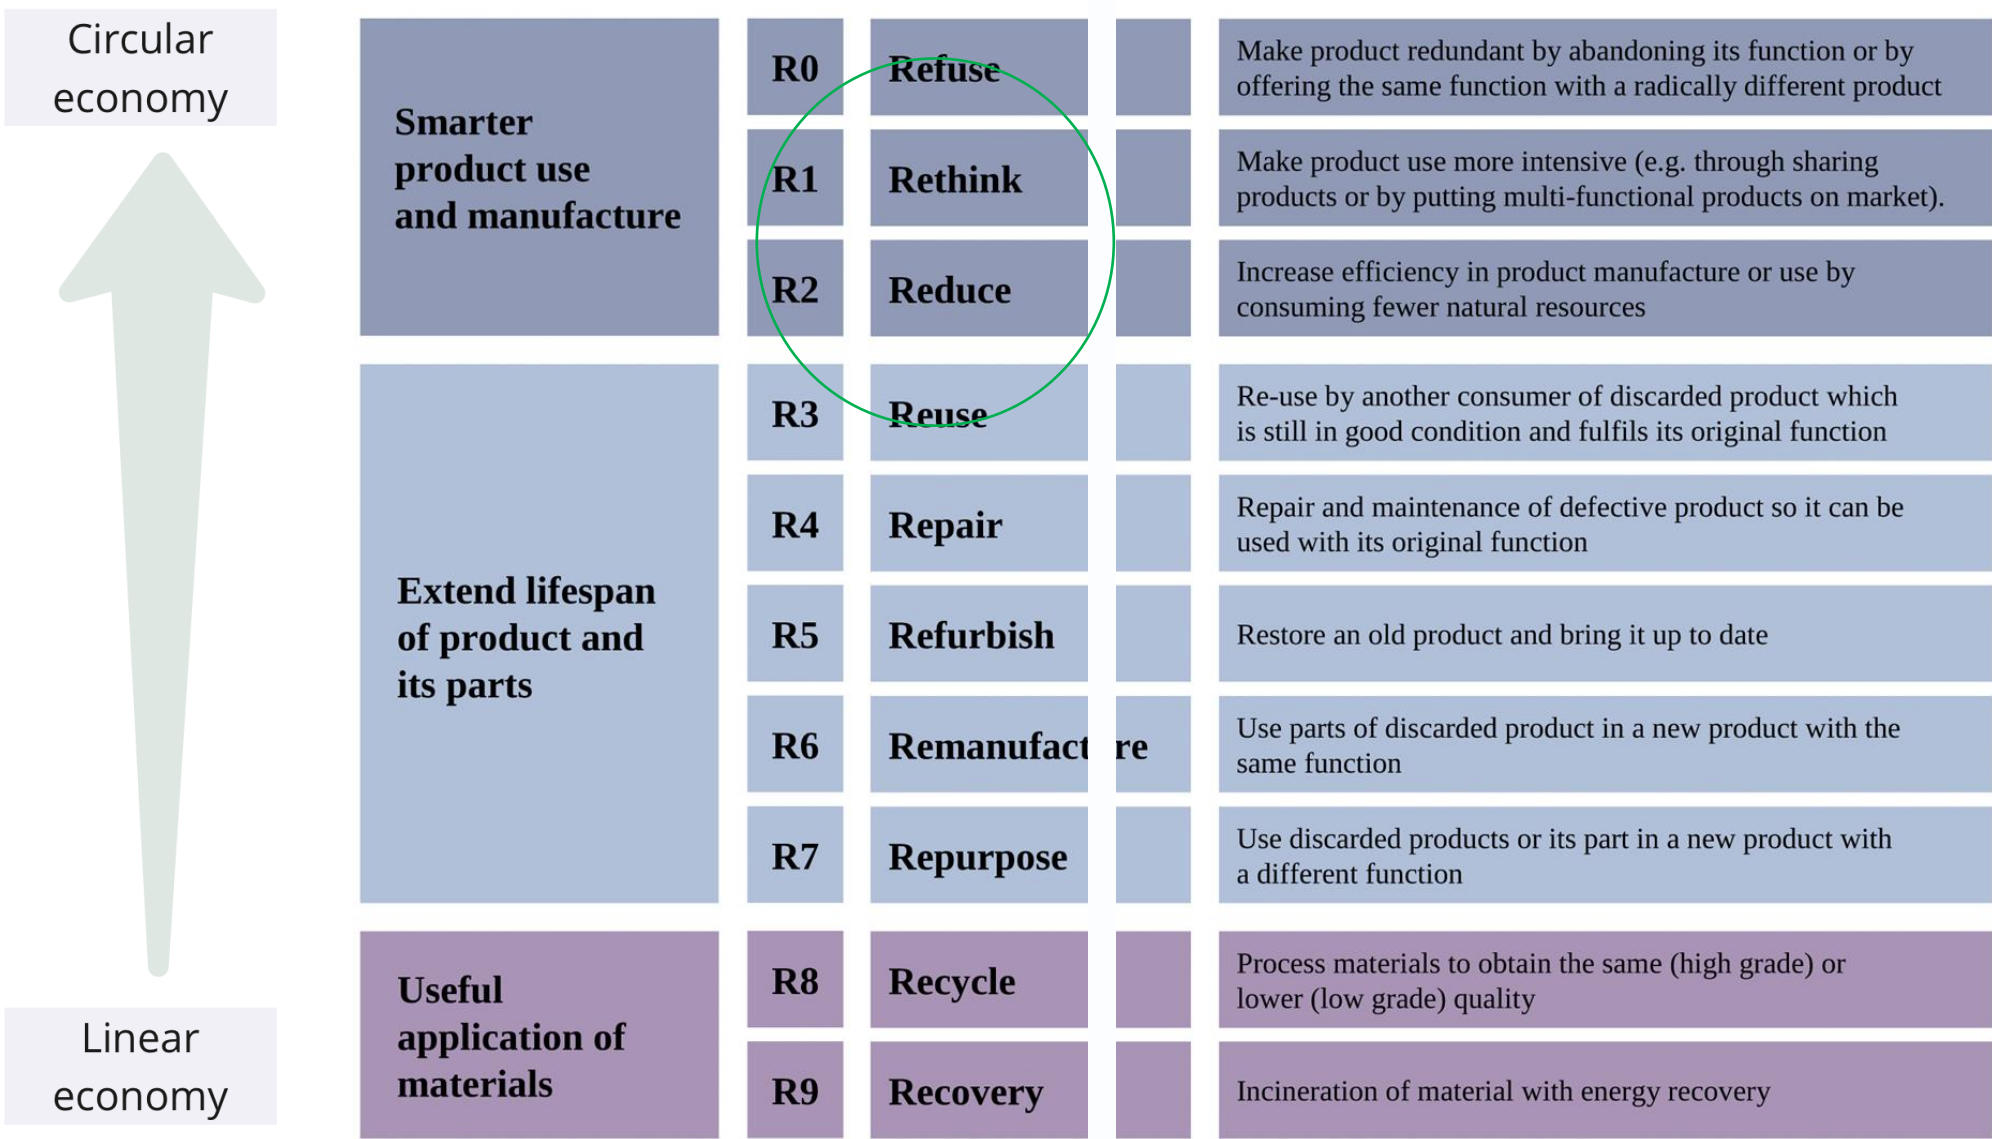 Circular
economy
Linear
economy
Smarter
product use
and manufacture
R0
Refuse
Make product redundant by abandoning its function or by
offering the same function with a radically different product
R1
Rethink
Make product use more intensive (e.g. through sharing
products or by putting multi-functional products on market).
R2
Reduce
Increase efficiency in product manufacture or use by
consuming fewer natural resources
Extend lifespan
of product and
its parts
R3
Reuse
Re-use by another consumer of discarded product which
is still in good condition and fulfils its original function
R4
Repair
Repair and maintenance of defective product so it can be
used with its original function
R5
Refurbish
Restore an old product and bring it up to date
R6
Remanufact re
Use parts of discarded product in a new product with the
same function
R7
Repurpose
Use discarded products or its part in a new product with
a different function
Useful
application of
materials
R8
Recycle
Process materials to obtain the same (high grade) or
lower (low grade) quality
R9
Recovery
Incineration of material with energy recovery